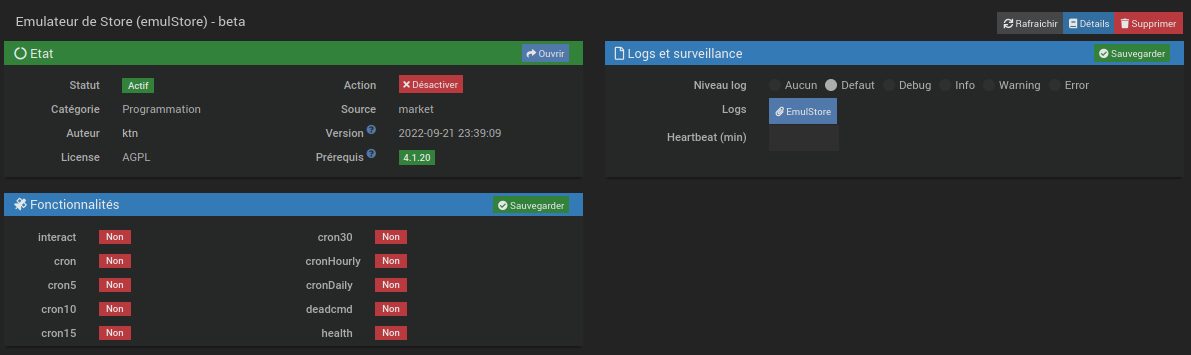 Emulateur de Store (emulStore) - beta
Rafraichir Détails Supprimer
Etat Ouvrir
Statut Actif Action Désactiver
Catégorie Programmation Source market
Auteur ktn Version 2022-09-21 23:39:09
License AGPL Prérequis 4.1.20
Logs et surveillance Sauvegarder
Niveau log Aucun Defaut Debug Info Warning Error
Logs EmulStore
Heartbeat (min)
Fonctionnalités Sauvegarder
interact Non cron30 Non
cron Non cronHourly Non
cron5 Non cronDaily Non
cron10 Non deadcmd Non
cron15 Non health Non